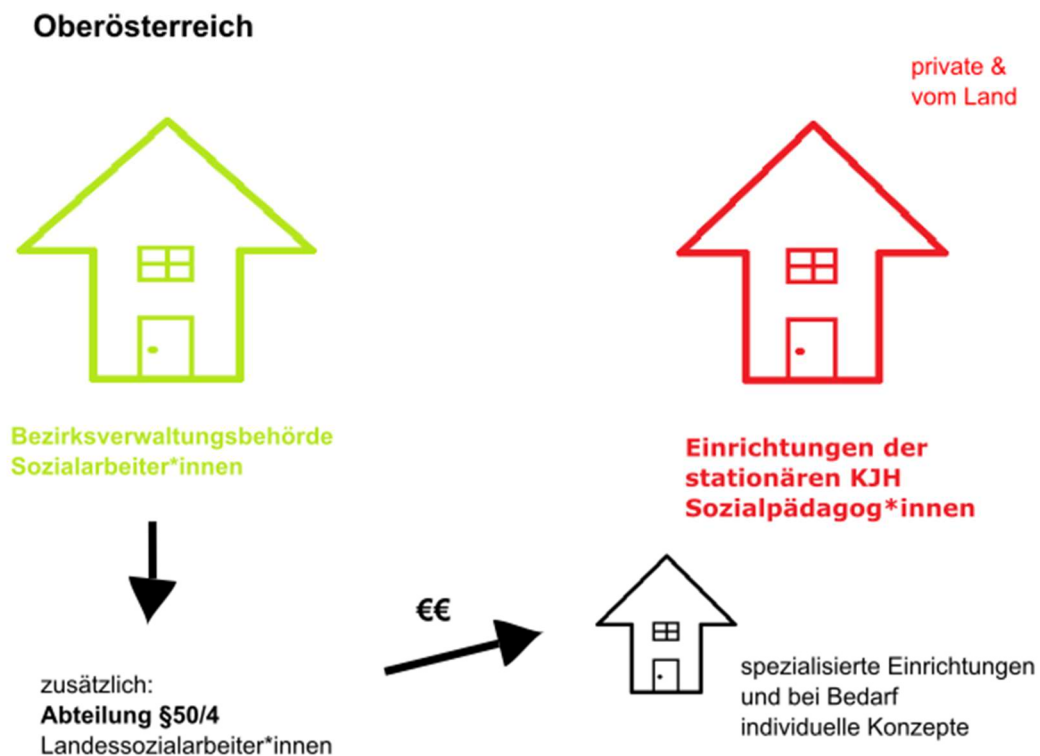 Oberösterreich
private &
vom Land
Bezirksverwaltungsbehörde
Sozialarbeiter*innen
Einrichtungen der
stationären KJH
Sozialpädagog*innen
€€
zusätzlich:
Abteilung §50/4
Landessozialarbeiter*innen
spezialisierte Einrichtungen
und bei Bedarf
individuelle Konzepte